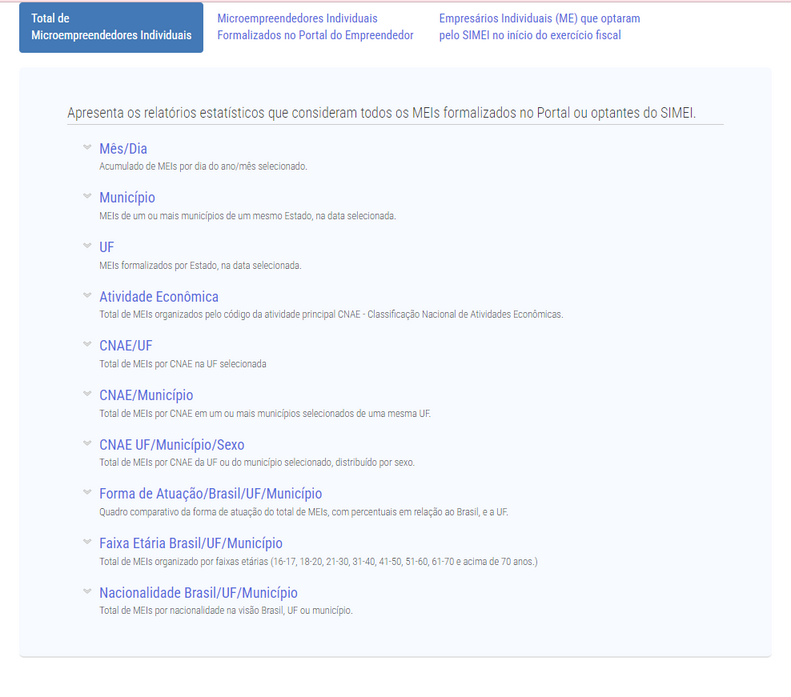 Total de
Microempreendedores Individuais
Microempreendedores Individuais
Formalizados no Portal do Empreendedor
Empresários Individuais (ME) que optaram
pelo SIMEI no início do exercício fiscal
Apresenta os relatórios estatísticos que consideram todos os MEIs formalizados no Portal ou optantes do SIMEI.
Mês/Dia
Acumulado de MEIs por dia do ano/mês selecionado.
Município
MEIs de um ou mais municípios de um mesmo Estado, na data selecionada.
UF
MEIs formalizados por Estado, na data selecionada.
Atividade Econômica
Total de MEIs organizados pelo código da atividade principal CNAE - Classificação Nacional de Atividades Econômicas.
CNAE/UF
Total de MEIs por CNAE na UF selecionada
CNAE/Município
Total de MEIs por CNAE em um ou mais municípios selecionados de uma mesma UF.
CNAE UF/Município/Sexo
Total de MEIs por CNAE da UF ou do município selecionado, distribuído por sexo.
Forma de Atuação/Brasil/UF/Município
Quadro comparativo da forma de atuação do total de MEIs, com percentuais em relação ao Brasil, e a UF.
Faixa Etária Brasil/UF/Município
Total de MEIs organizado por faixas etárias (16-17, 18-20, 21-30, 31-40, 41-50, 51-60, 61-70 e acima de 70 anos.)
Nacionalidade Brasil/UF/Município
Total de MEIs por nacionalidade na visão Brasil, UF ou município.